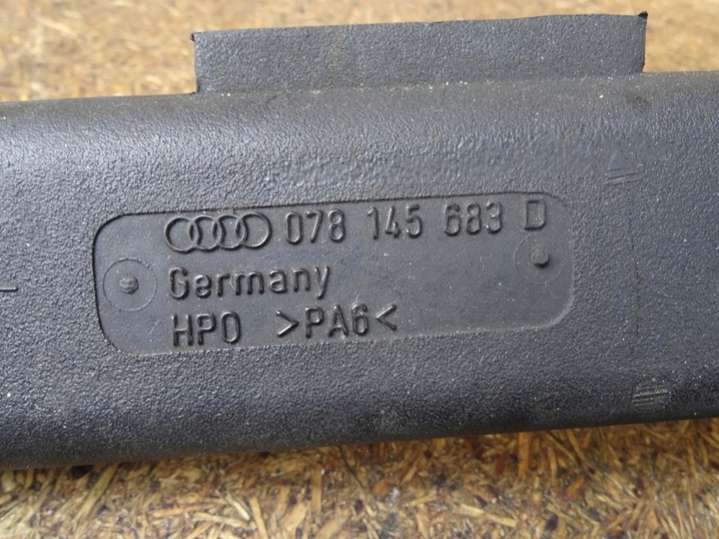 078 145 683 D
Germany
HPO >PA6<